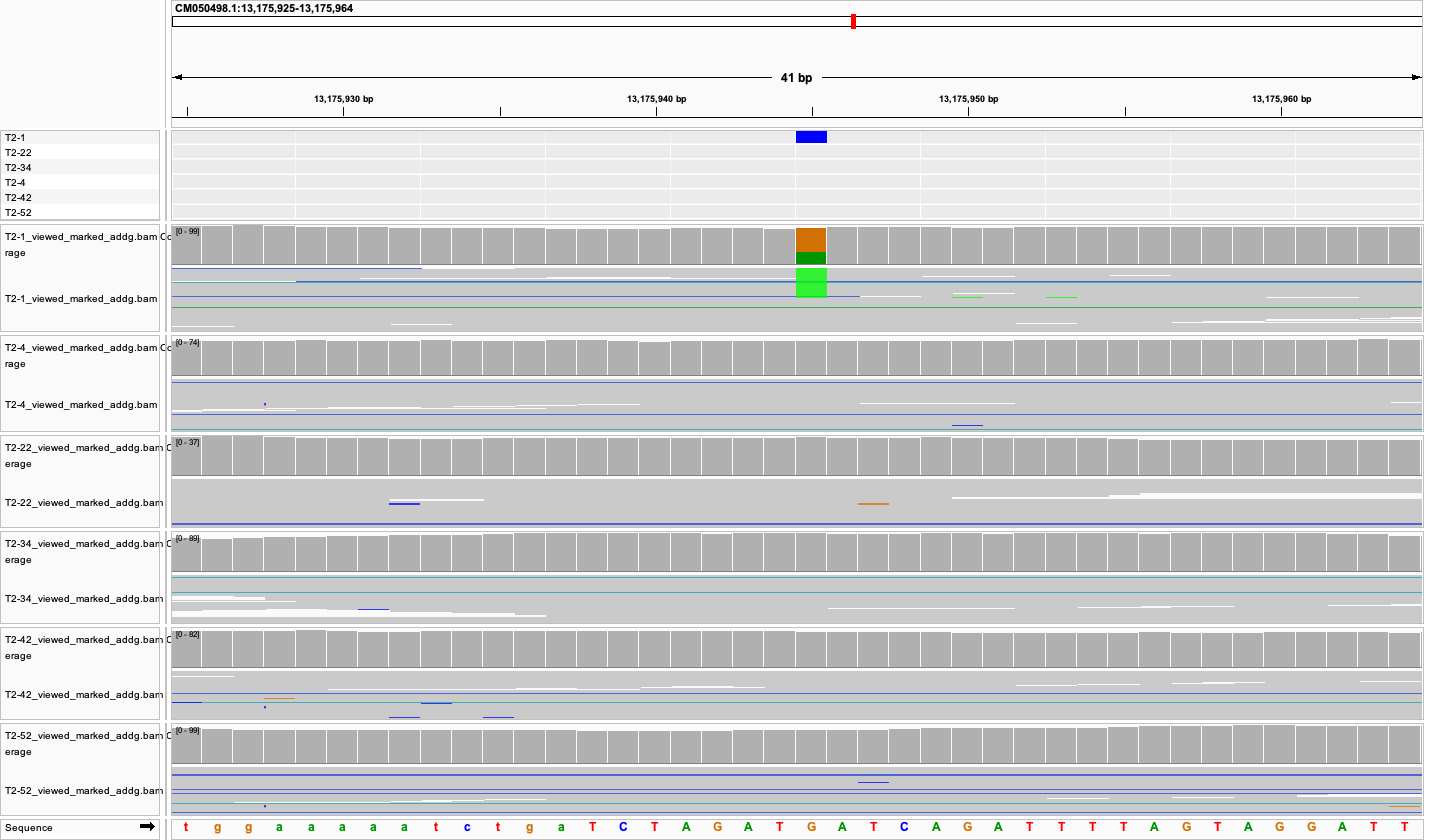 CM050498.1:13,175,925-13,175,964
41 bp
13,175,930 bp 13,175,940 bp 13,175,950 bp 13,175,960 bp
T2-1
T2-22
T2-34
T2-4
T2-42
T2-52
T2-1_viewed_marked_addg.bam Co
rage
[0 - 99]
T2-1_viewed_marked_addg.bam
T2-4_viewed_marked_addg.bam Co
rage
[0 - 74]
T2-4_viewed_marked_addg.bam
T2-22_viewed_marked_addg.bam C
erage
[0 - 37]
T2-22_viewed_marked_addg.bam
T2-34_viewed_marked_addg.bam C
erage
[0 - 89]
T2-34_viewed_marked_addg.bam
T2-42_viewed_marked_addg.bam C
erage
[0 - 82]
T2-42_viewed_marked_addg.bam
T2-52_viewed_marked_addg.bam C
erage
[0 - 99]
T2-52_viewed_marked_addg.bam
Sequence t g g a a a a a t c t g a T C T A G A T G A T C A G A T T T T A G T A G G A T T